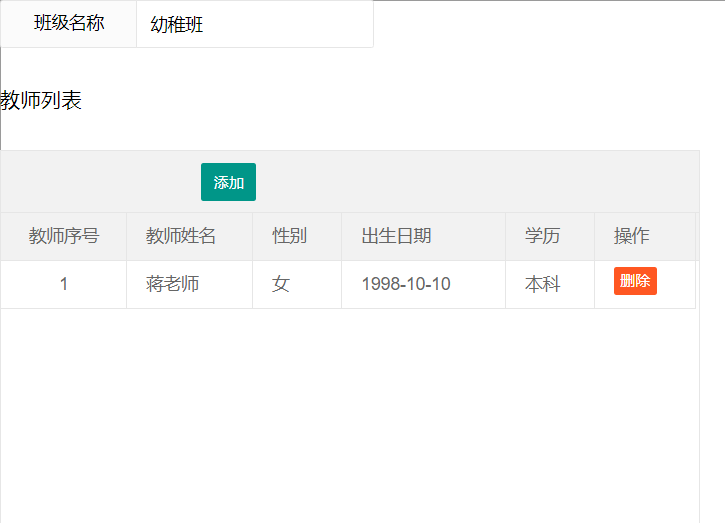 班级名称 幼稚班
教师列表
添加
教师序号 教师姓名 性别 出生日期 学历 操作
1 蒋老师 女 1998-10-10 本科 删除